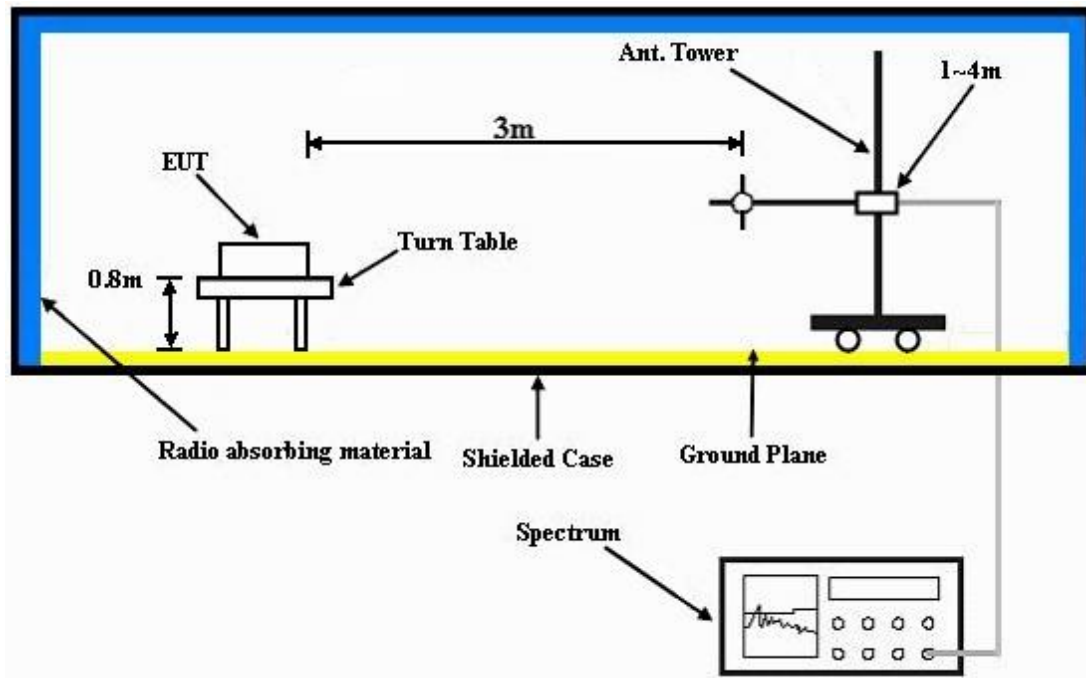 Ant. Tower
1~4m
3m
EUT
Turn Table
0.8m
Radio absorbing material
Shielded Case
Ground Plane
Spectrum